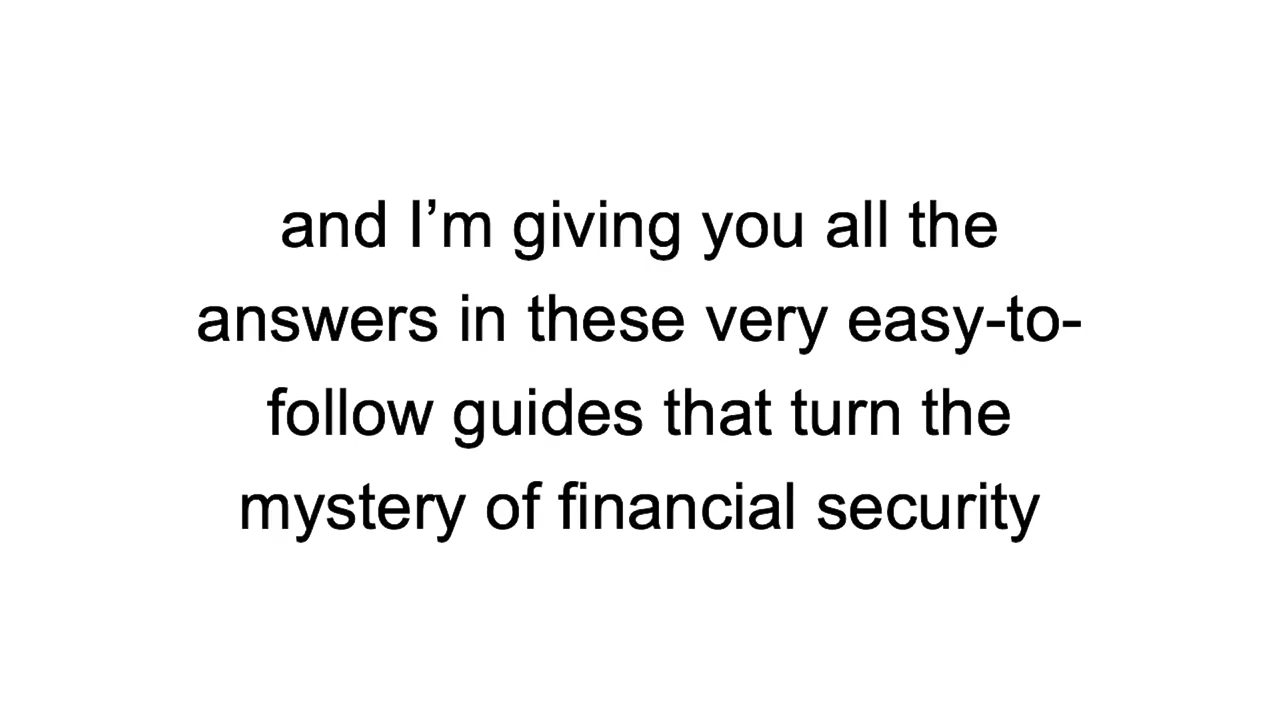 and I’m giving you all the
answers in these very easy-to-
follow guides that turn the
mystery of financial security